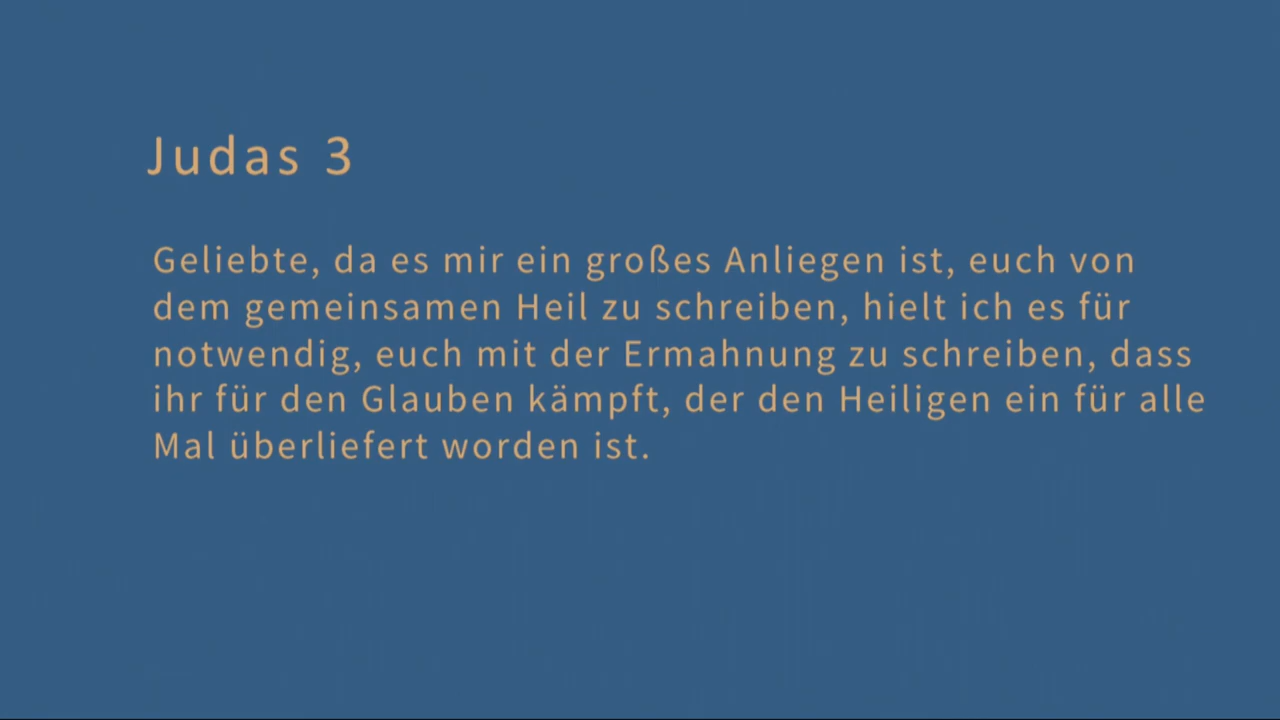 Judas 3
Geliebte, da es mir ein großes Anliegen ist, euch von
dem gemeinsamen Heil zu schreiben, hielt ich es für
notwendig, euch mit der Ermahnung zu schreiben, dass
ihr für den Glauben kämpft, der den Heiligen ein für alle
Mal überliefert worden ist.